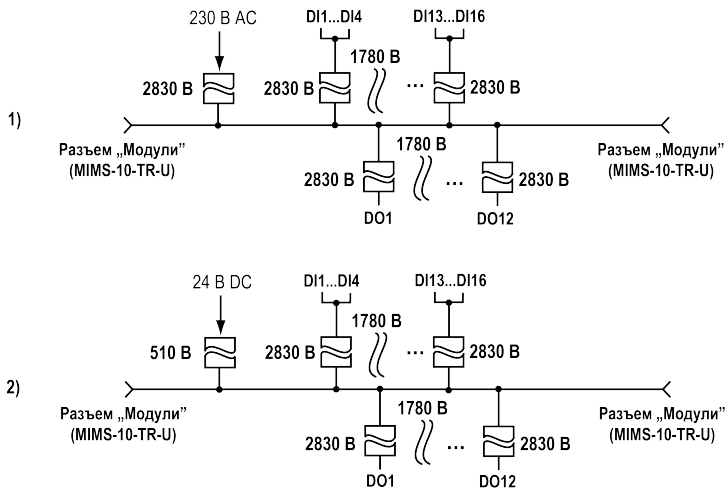 230 В AC
DI1...DI4
DI13...DI16
1780 В
2830 В
2830 В
...
2830 В
1)
Разъем „Модули”
(MIMS-10-TR-U)
1780 В
Разъем „Модули”
(MIMS-10-TR-U)
2830 В
...
2830 В
DO1
DO12
24 В DC
DI1...DI4
DI13...DI16
1780 В
510 В
2830 В
...
2830 В
2)
Разъем „Модули”
(MIMS-10-TR-U)
1780 В
Разъем „Модули”
(MIMS-10-TR-U)
2830 В
...
2830 В
DO1
DO12